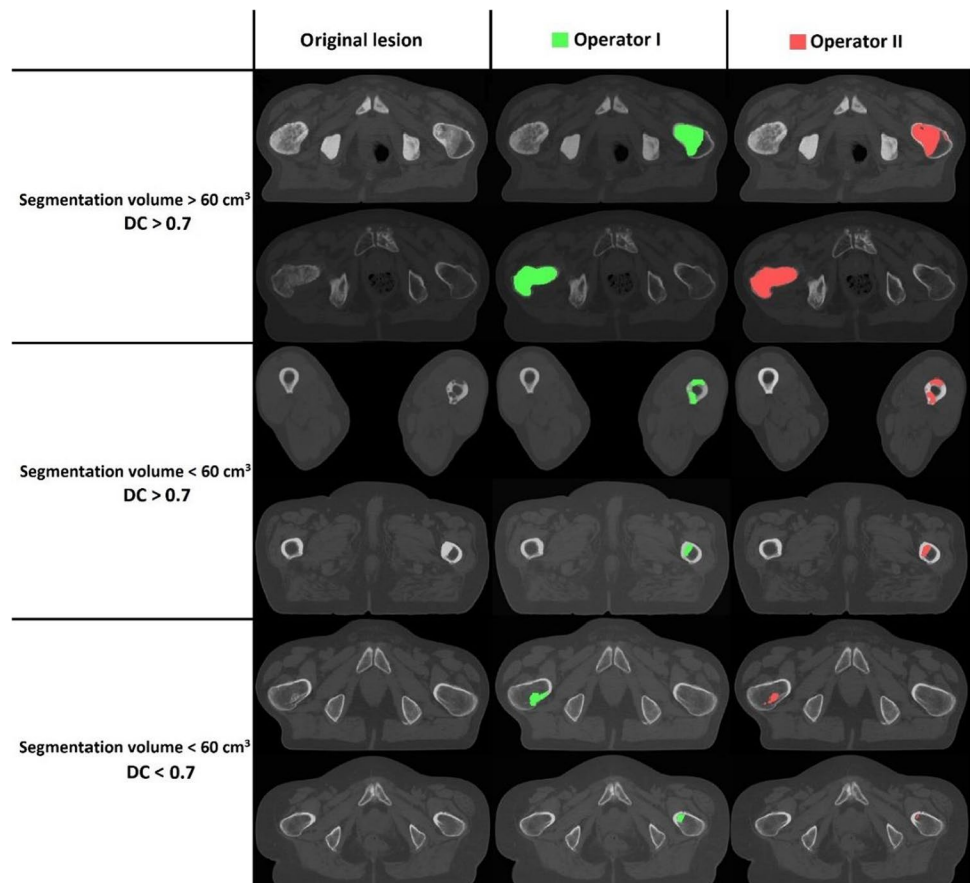 Original lesion
Operator I
Operator II
Segmentation volume > 60 cm³
DC > 0.7
Segmentation volume < 60 cm³
DC > 0.7
Segmentation volume < 60 cm³
DC < 0.7